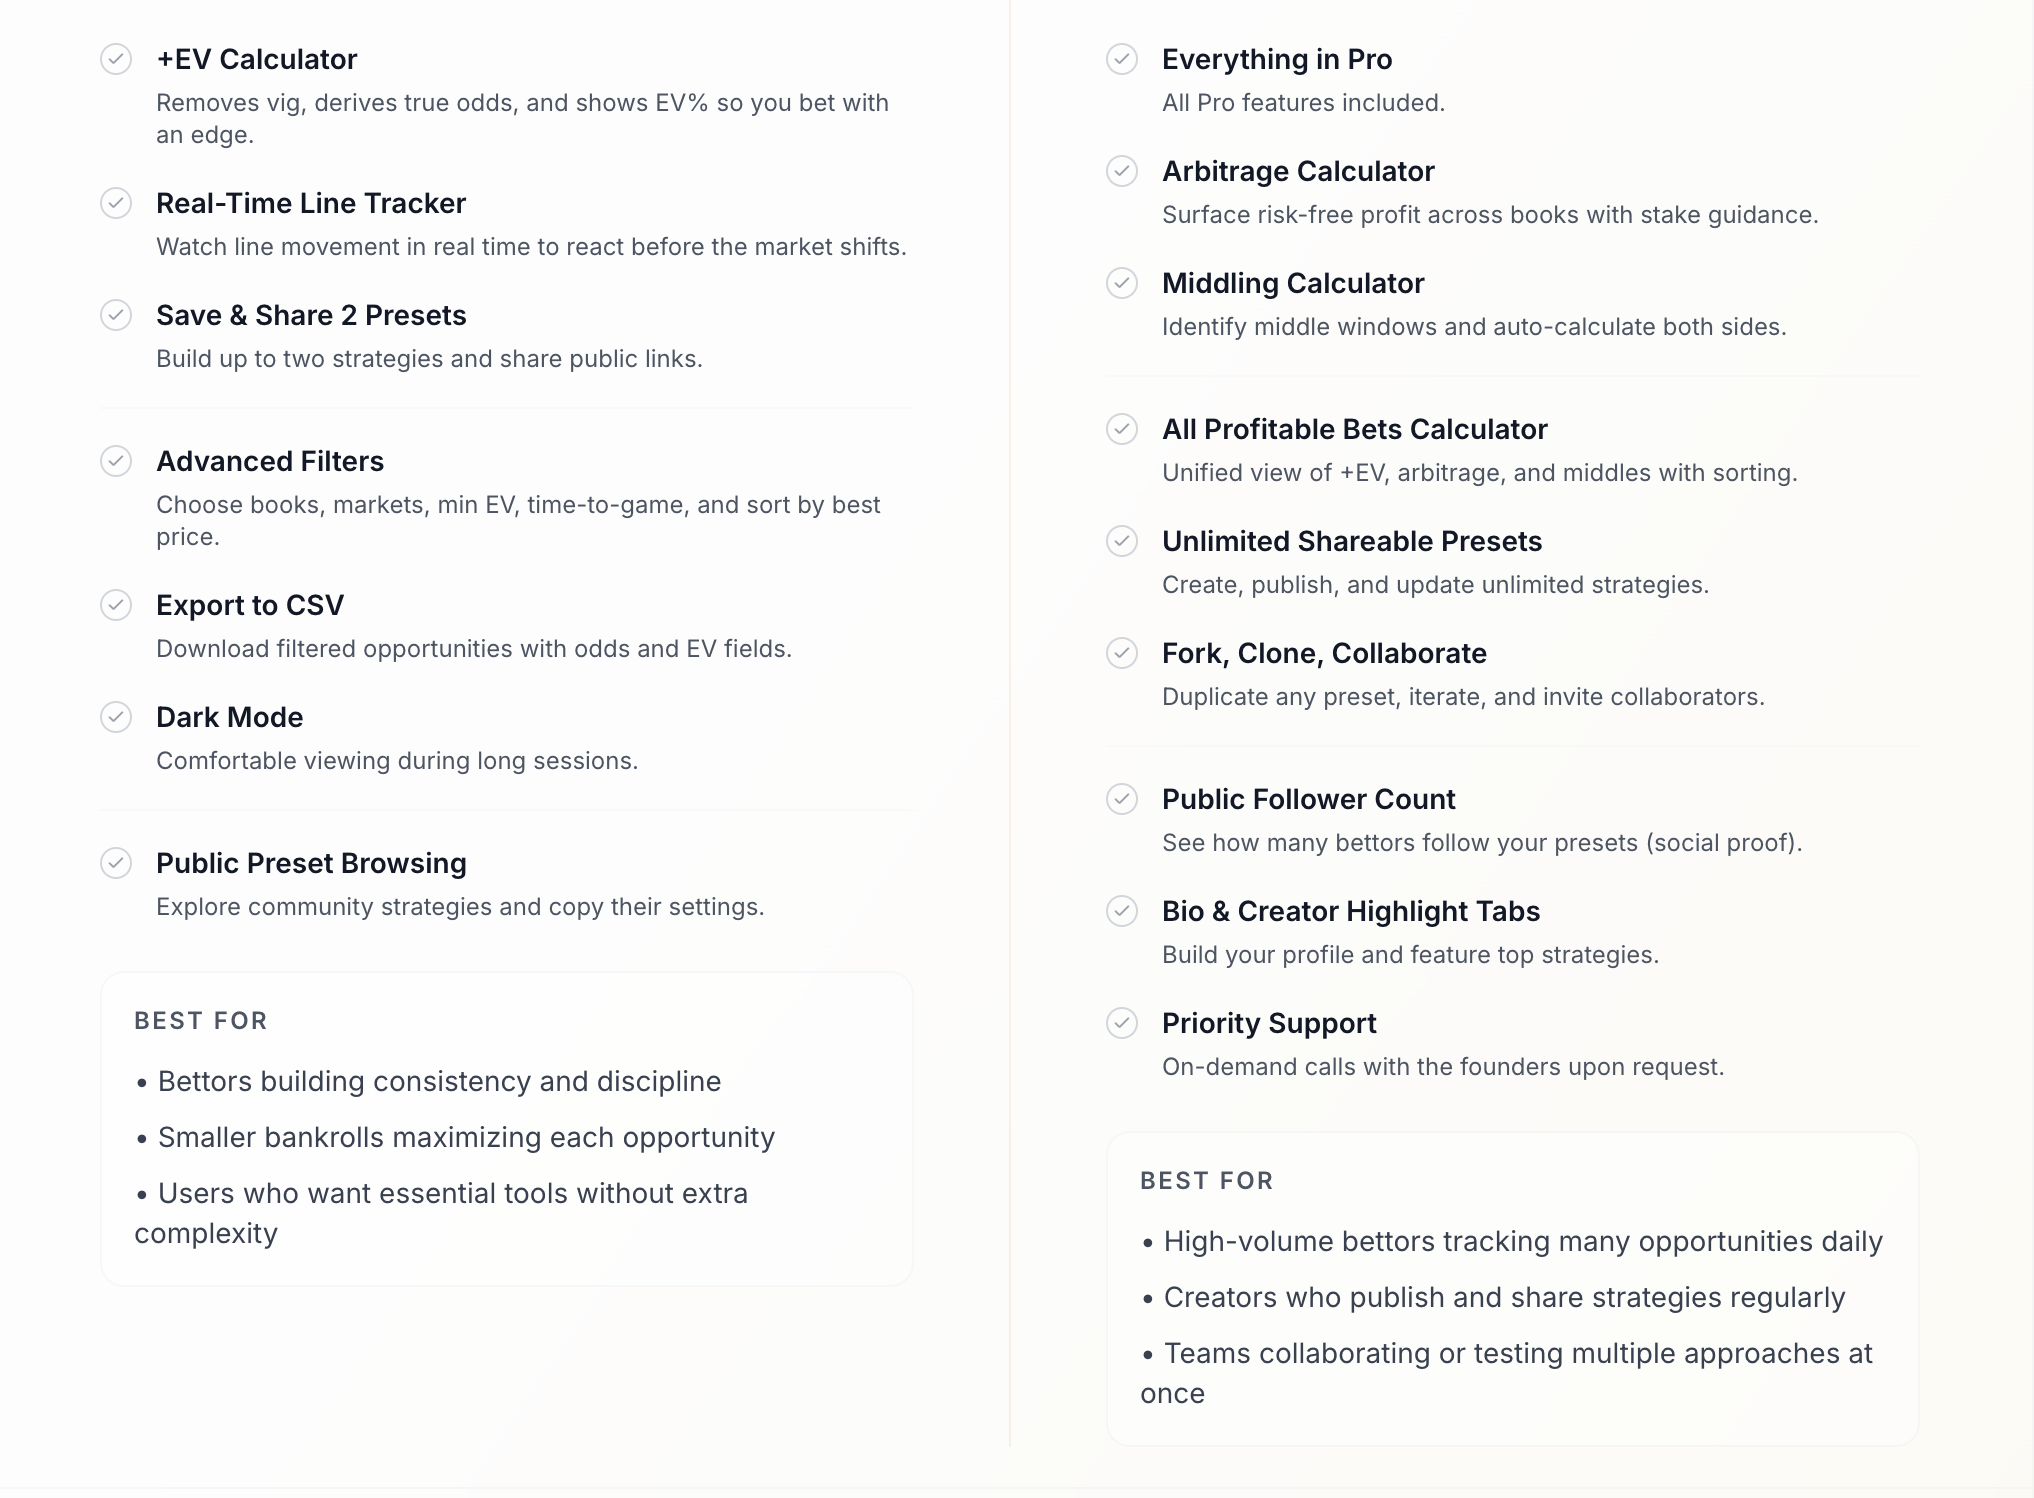 +EV Calculator
Removes vig, derives true odds, and shows EV% so you bet with
an edge.
Real-Time Line Tracker
Watch line movement in real time to react before the market shifts.
Save & Share 2 Presets
Build up to two strategies and share public links.
Advanced Filters
Choose books, markets, min EV, time-to-game, and sort by best
price.
Export to CSV
Download filtered opportunities with odds and EV fields.
Dark Mode
Comfortable viewing during long sessions.
Public Preset Browsing
Explore community strategies and copy their settings.
BEST FOR
• Bettors building consistency and discipline
• Smaller bankrolls maximizing each opportunity
• Users who want essential tools without extra
complexity
Everything in Pro
All Pro features included.
Arbitrage Calculator
Surface risk-free profit across books with stake guidance.
Middling Calculator
Identify middle windows and auto-calculate both sides.
All Profitable Bets Calculator
Unified view of +EV, arbitrage, and middles with sorting.
Unlimited Shareable Presets
Create, publish, and update unlimited strategies.
Fork, Clone, Collaborate
Duplicate any preset, iterate, and invite collaborators.
Public Follower Count
See how many bettors follow your presets (social proof).
Bio & Creator Highlight Tabs
Build your profile and feature top strategies.
Priority Support
On-demand calls with the founders upon request.
BEST FOR
• High-volume bettors tracking many opportunities daily
• Creators who publish and share strategies regularly
• Teams collaborating or testing multiple approaches at
once